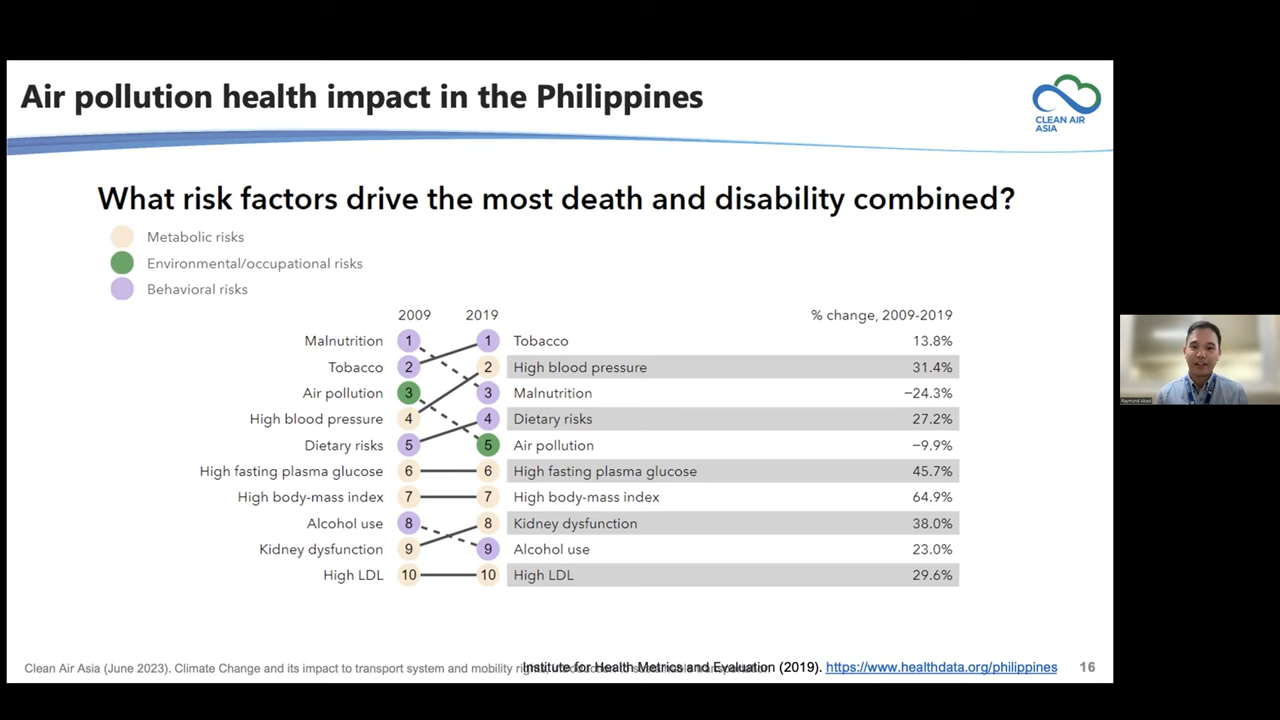 Air pollution health impact in the Philippines
CLEAN AIR
ASIA
What risk factors drive the most death and disability combined?
Metabolic risks
Environmental/occupational risks
Behavioral risks
2009 2019 % change, 2009-2019
Malnutrition 1 1 Tobacco 13.8%
Tobacco 2 2 High blood pressure 31.4%
Air pollution 3 3 Malnutrition −24.3%
High blood pressure 4 4 Dietary risks 27.2%
Dietary risks 5 5 Air pollution −9.9%
High fasting plasma glucose 6 6 High fasting plasma glucose 45.7%
High body-mass index 7 7 High body-mass index 64.9%
Alcohol use 8 8 Kidney dysfunction 38.0%
Kidney dysfunction 9 9 Alcohol use 23.0%
High LDL 10 10 High LDL 29.6%
Raymund Abad
Clean Air Asia (June 2023). Climate Change and its impact to transport system and mobility
Institute for Health Metrics and Evaluation (2019). https://www.healthdata.org/philippines 16